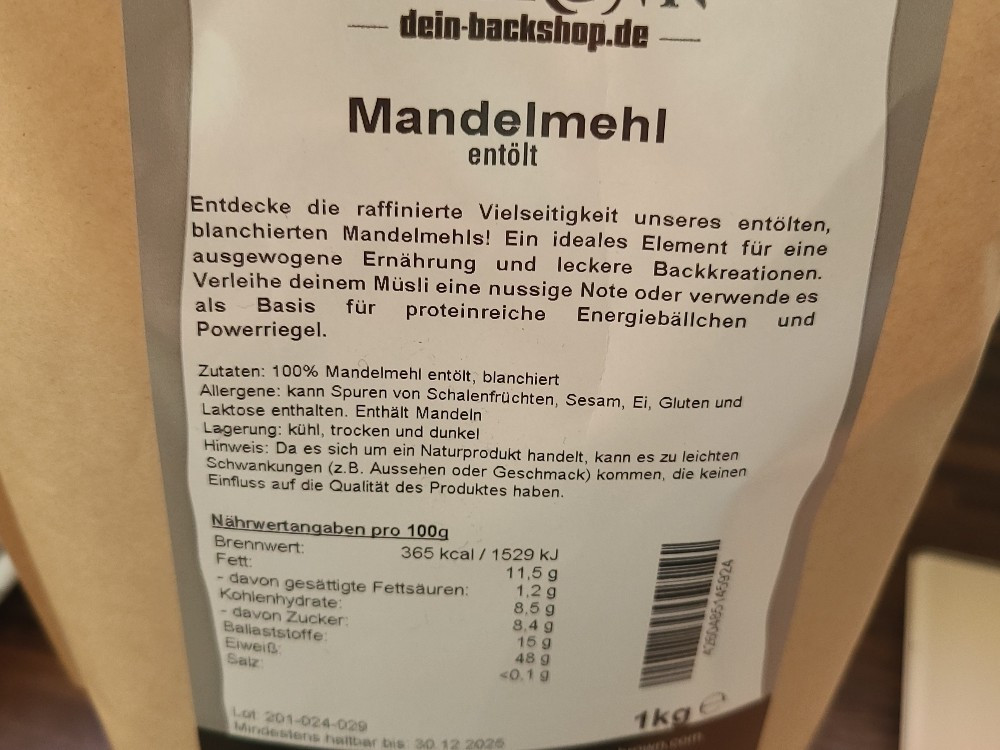 dein-backshop.de
Mandelmehl
entölt
Entdecke die raffinierte Vielseitigkeit unseres entölten,
blanchierten Mandelmehls! Ein ideales Element für eine
ausgewogene Ernährung und leckere Backkreationen.
Verleihe deinem Müsli eine nussige Note oder verwende es
als Basis für proteinreiche Energiebällchen und
Powerriegel.
Zutaten: 100% Mandelmehl entölt, blanchiert
Allergene: kann Spuren von Schalenfrüchten, Sesam, Ei, Gluten und
Laktose enthalten. Enthält Mandeln
Lagerung: kühl, trocken und dunkel
Hinweis: Da es sich um ein Naturprodukt handelt, kann es zu leichten
Schwankungen (z.B. Aussehen oder Geschmack) kommen, die keinen
Einfluss auf die Qualität des Produktes haben.
Nährwertangaben pro 100g
Brennwert: 365 kcal / 1529 kJ
Fett: 11,5 g
- davon gesättigte Fettsäuren: 1,2 g
Kohlenhydrate: 8,5 g
- davon Zucker: 8,4 g
Ballaststoffe: 15 g
Eiweiß: 48 g
Salz: <0,1 g
Lot: 201-024-029
Mindestens haltbar bis: 30.12.2025
1kg e